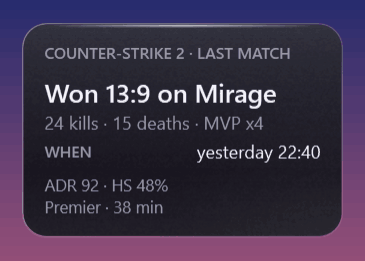 COUNTER-STRIKE 2 · LAST MATCH
Won 13:9 on Mirage
24 kills · 15 deaths · MVP x4
WHEN yesterday 22:40
ADR 92 · HS 48%
Premier · 38 min